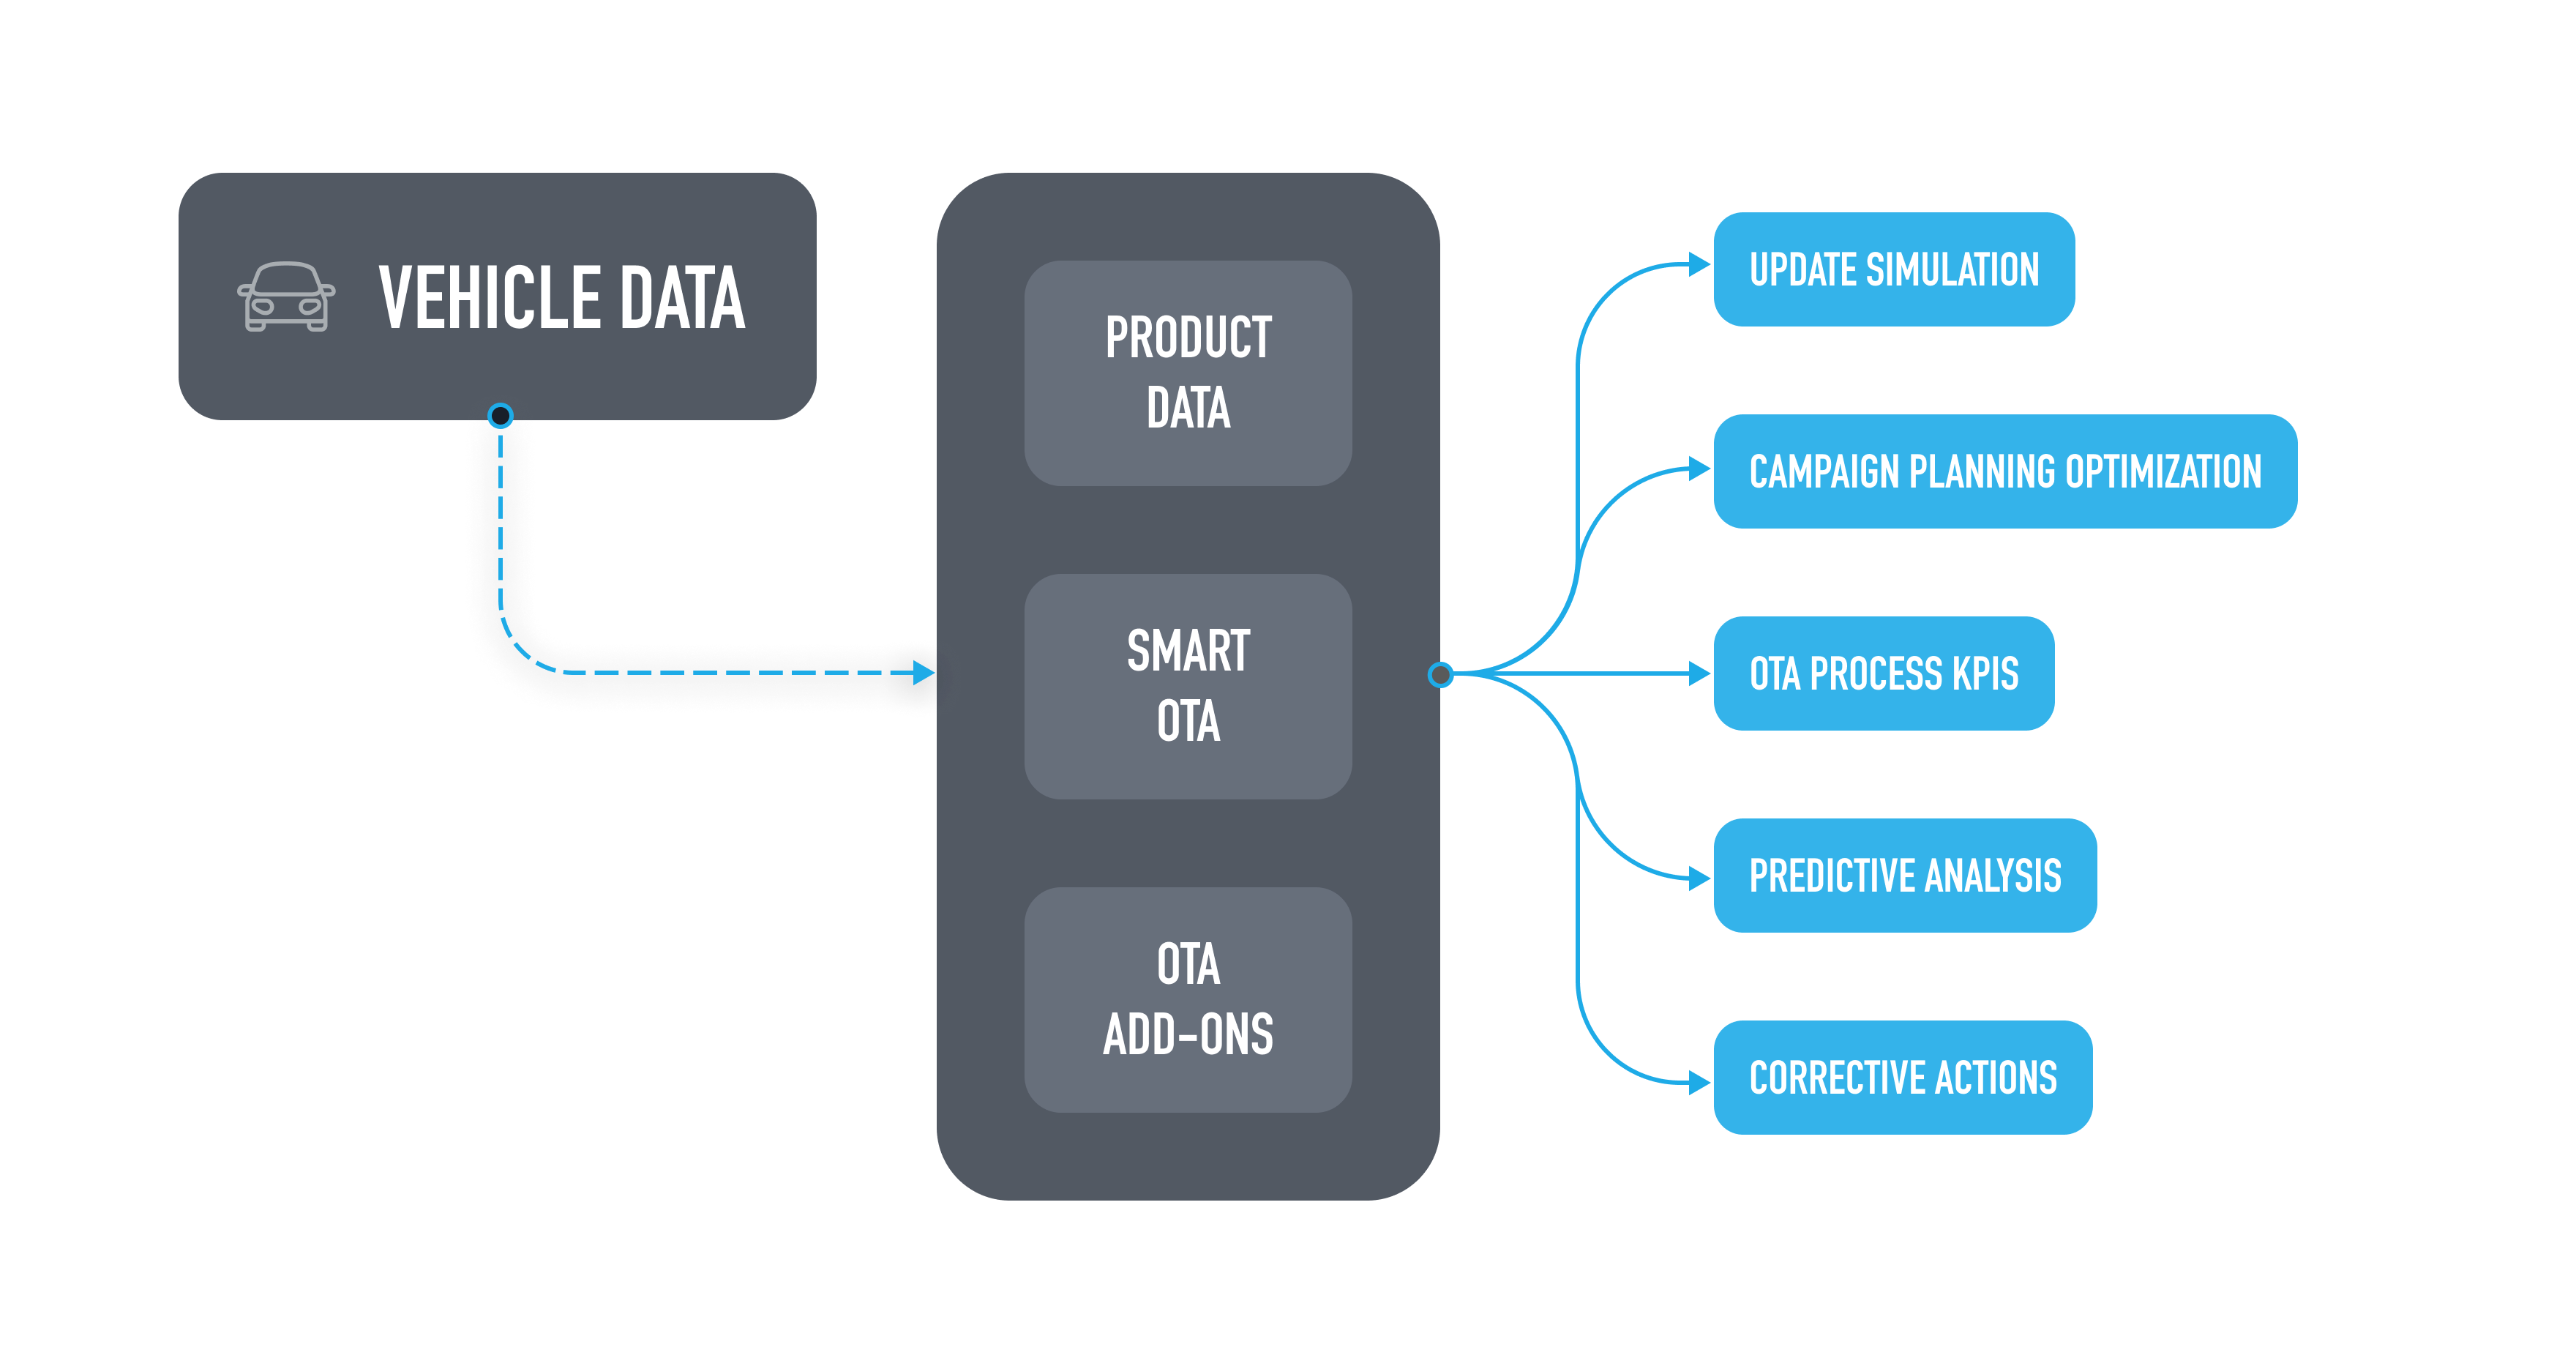 VEHICLE DATA
PRODUCT
DATA
SMART
OTA
OTA
ADD-ONS
UPDATE SIMULATION
CAMPAIGN PLANNING OPTIMIZATION
OTA PROCESS KPIS
PREDICTIVE ANALYSIS
CORRECTIVE ACTIONS